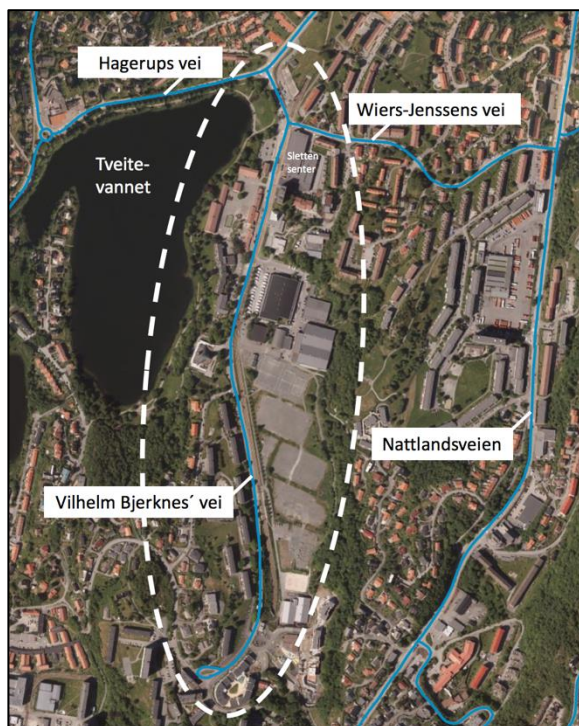 Hagerups vei
Wiers-Jenssens vei
Tveite-
vannet
Sletten
senter
Nattlandsveien
Vilhelm Bjerknes´ vei